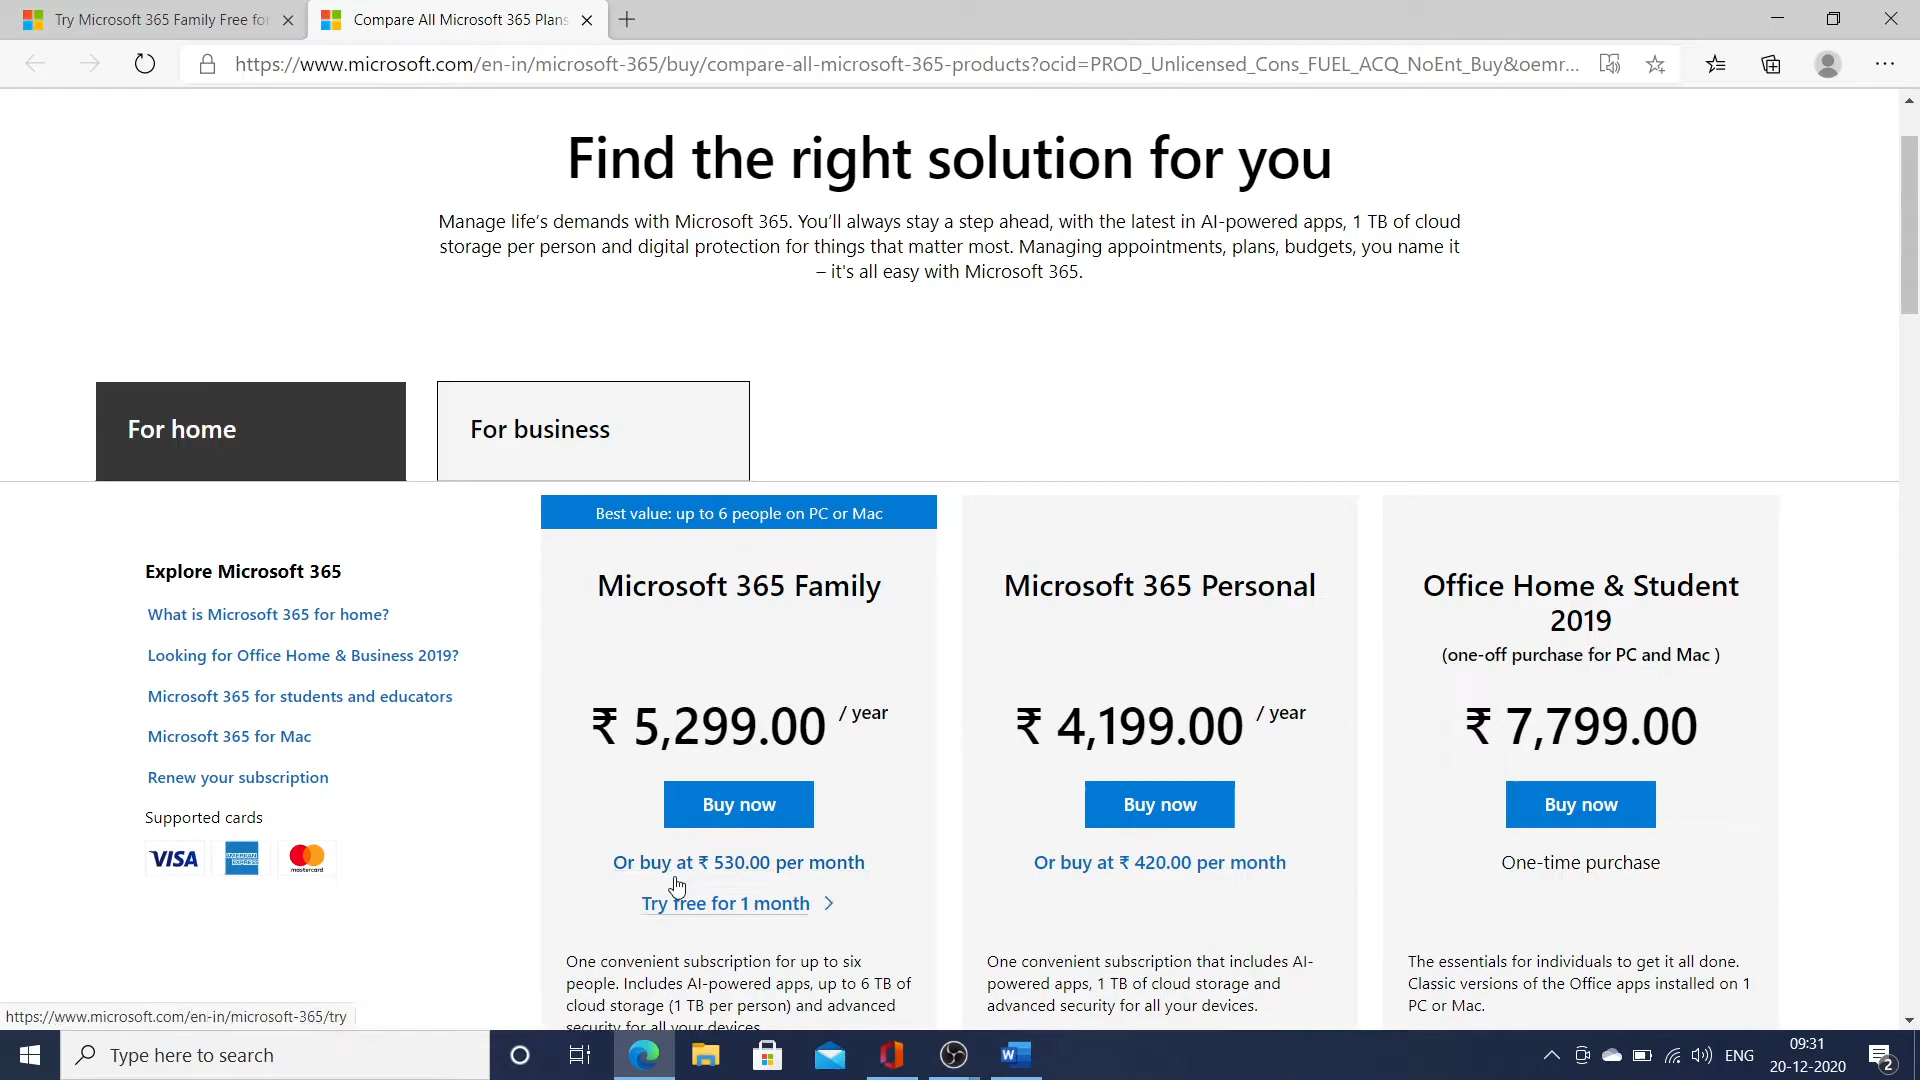 Try Microsoft 365 Family Free for
Compare All Microsoft 365 Plans
https://www.microsoft.com/en-in/microsoft-365/buy/compare-all-microsoft-365-products?ocid=PROD_Unlicensed_Cons_FUEL_ACQ_NoEnt_Buy&oemr...
Find the right solution for you
Manage life's demands with Microsoft 365. You'll always stay a step ahead, with the latest in AI-powered apps, 1 TB of cloud
storage per person and digital protection for things that matter most. Managing appointments, plans, budgets, you name it
– it's all easy with Microsoft 365.
For home
For business
Explore Microsoft 365
What is Microsoft 365 for home?
Looking for Office Home & Business 2019?
Microsoft 365 for students and educators
Microsoft 365 for Mac
Renew your subscription
Supported cards
VISA
AMERICAN EXPRESS
mastercard
Best value: up to 6 people on PC or Mac
Microsoft 365 Family
₹ 5,299.00 / year
Buy now
Or buy at ₹ 530.00 per month
Try free for 1 month
One convenient subscription for up to six
people. Includes AI-powered apps, up to 6 TB of
cloud storage (1 TB per person) and advanced
security for all your devices.
Microsoft 365 Personal
₹ 4,199.00 / year
Buy now
Or buy at ₹ 420.00 per month
One convenient subscription that includes AI-
powered apps, 1 TB of cloud storage and
advanced security for all your devices.
Office Home & Student
2019
(one-off purchase for PC and Mac )
₹ 7,799.00
Buy now
One-time purchase
The essentials for individuals to get it all done.
Classic versions of the Office apps installed on 1
PC or Mac.
https://www.microsoft.com/en-in/microsoft-365/try
Type here to search
W
ENG
09:31
20-12-2020
2